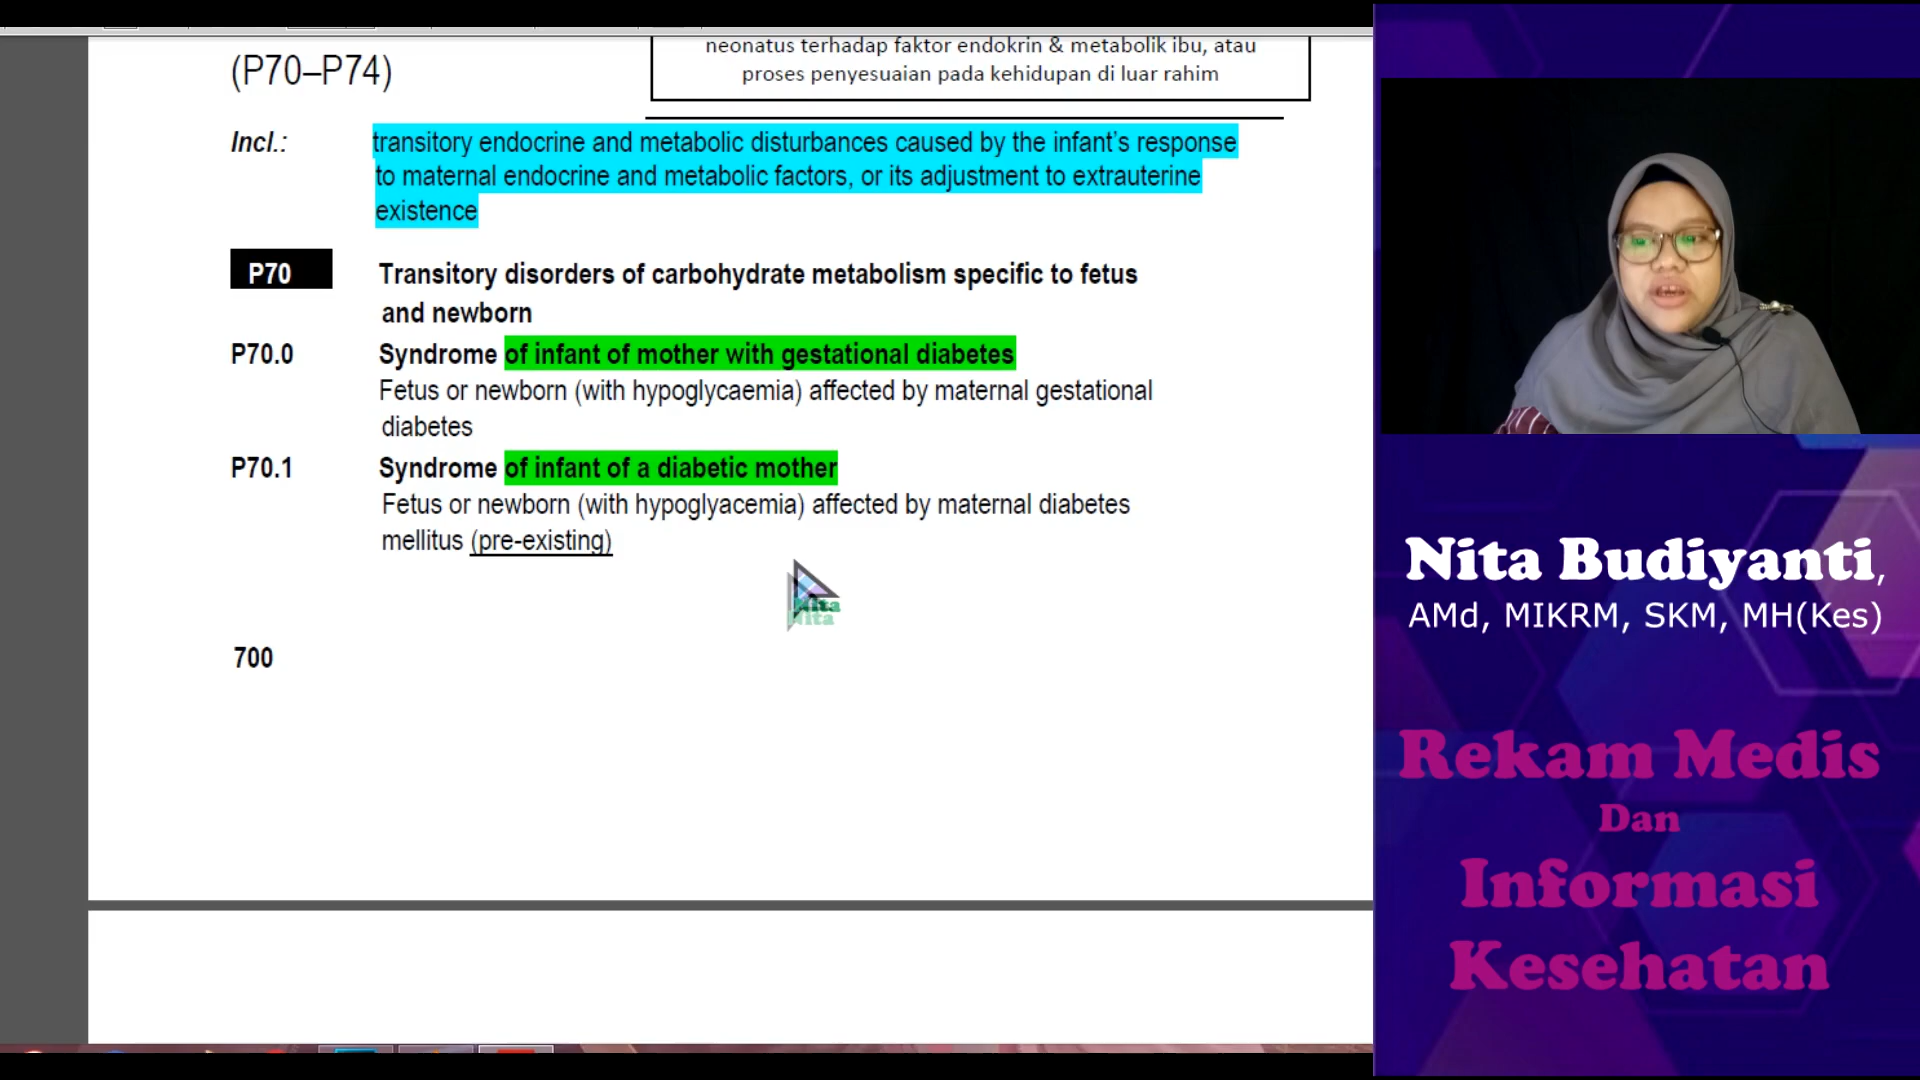 neonatus terhadap faktor endokrin & metabolik ibu, atau
proses penyesuaian pada kehidupan di luar rahim
(P70–P74)
Incl.: transitory endocrine and metabolic disturbances caused by the infant’s response
to maternal endocrine and metabolic factors, or its adjustment to extrauterine
existence
P70 Transitory disorders of carbohydrate metabolism specific to fetus
and newborn
P70.0 Syndrome of infant of mother with gestational diabetes
Fetus or newborn (with hypoglycaemia) affected by maternal gestational
diabetes
P70.1 Syndrome of infant of a diabetic mother
Fetus or newborn (with hypoglyacemia) affected by maternal diabetes
mellitus (pre-existing)
Nita
Nita
700
Nita Budiyanti,
AMd, MIKRM, SKM, MH(Kes)
Rekam Medis
Dan
Informasi
Kesehatan